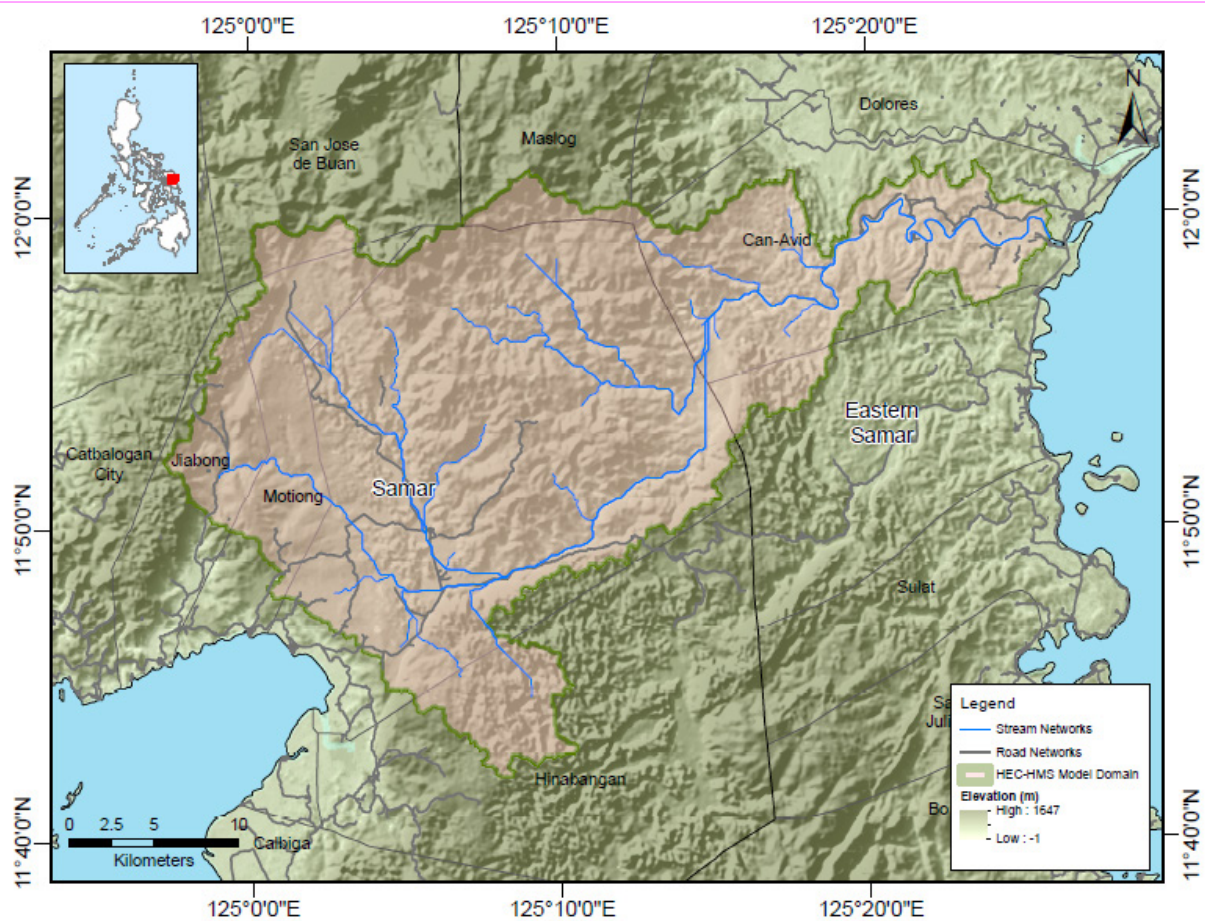 125°0'0"E
125°10'0"E
125°20'0"E
N
Dolores
San Jose
de Buan
Maslog
12°0'0"N
12°0'0"N
Can-Avid
Eastern
Samar
Catbalogan
City
Jiabong
Motiong
Samar
11°50'0"N
11°50'0"N
Sulat
Legend
Stream Networks
Road Networks
HEC-HMS Model Domain
Elevation (m)
High : 1647
Low : -1
Hinabangan
0 2.5 5 10
Kilometers
Calbiga
11°40'0"N
11°40'0"N
125°0'0"E
125°10'0"E
125°20'0"E